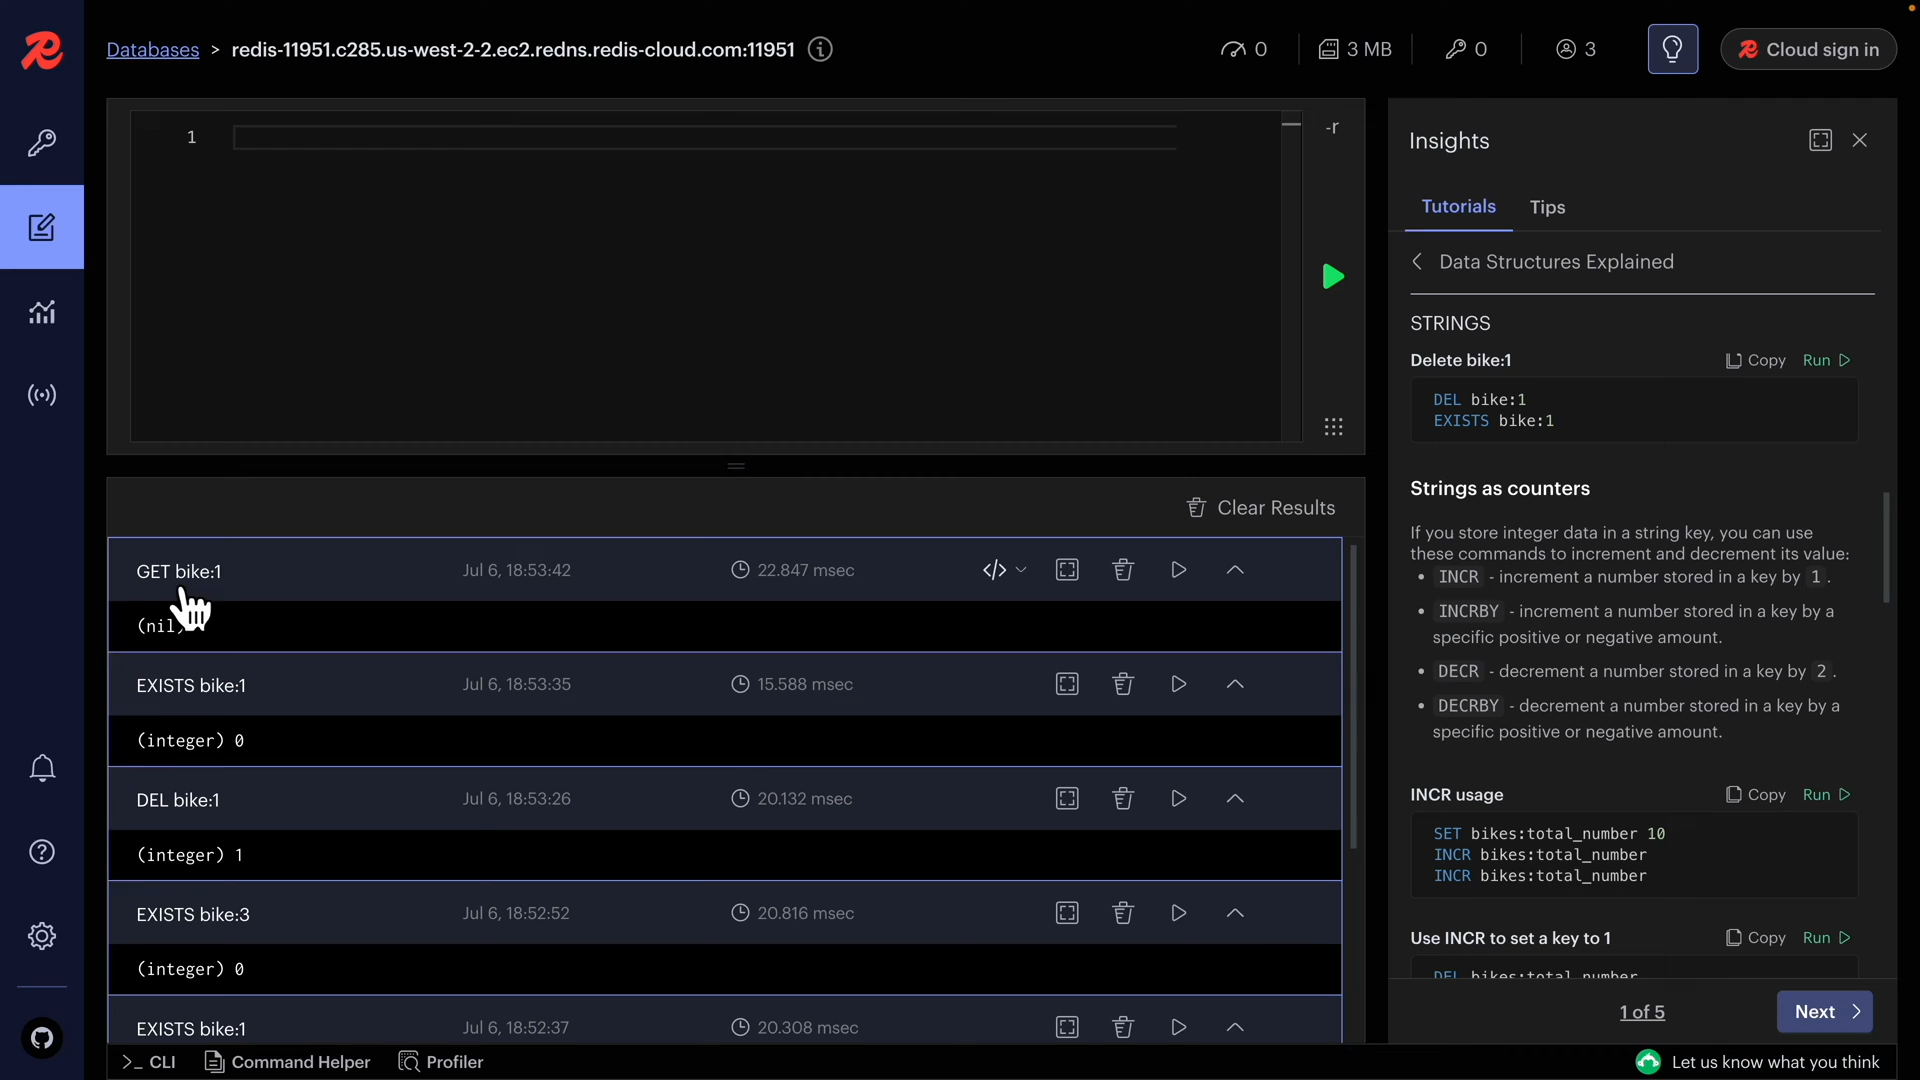 Databases > redis-11951.c285.us-west-2-2.ec2.redns.redis-cloud.com:11951
0
3 MB
0
3
Cloud sign in
1
-r
Clear Results
GET bike:1 Jul 6, 18:53:42 22.847 msec
(nil)
EXISTS bike:1 Jul 6, 18:53:35 15.588 msec
(integer) 0
DEL bike:1 Jul 6, 18:53:26 20.132 msec
(integer) 1
EXISTS bike:3 Jul 6, 18:52:52 20.816 msec
(integer) 0
EXISTS bike:1 Jul 6, 18:52:37 20.308 msec
>_ CLI
Command Helper
Profiler
Insights
Tutorials Tips
Data Structures Explained
STRINGS
Delete bike:1 Copy Run
DEL bike:1
EXISTS bike:1
Strings as counters
If you store integer data in a string key, you can use
these commands to increment and decrement its value:
• INCR - increment a number stored in a key by 1.
• INCRBY - increment a number stored in a key by a
specific positive or negative amount.
• DECR - decrement a number stored in a key by 2.
• DECRBY - decrement a number stored in a key by a
specific positive or negative amount.
INCR usage Copy Run
SET bikes:total_number 10
INCR bikes:total_number
INCR bikes:total_number
Use INCR to set a key to 1 Copy Run
DEL bikes:total_number
1 of 5
Next
Let us know what you think